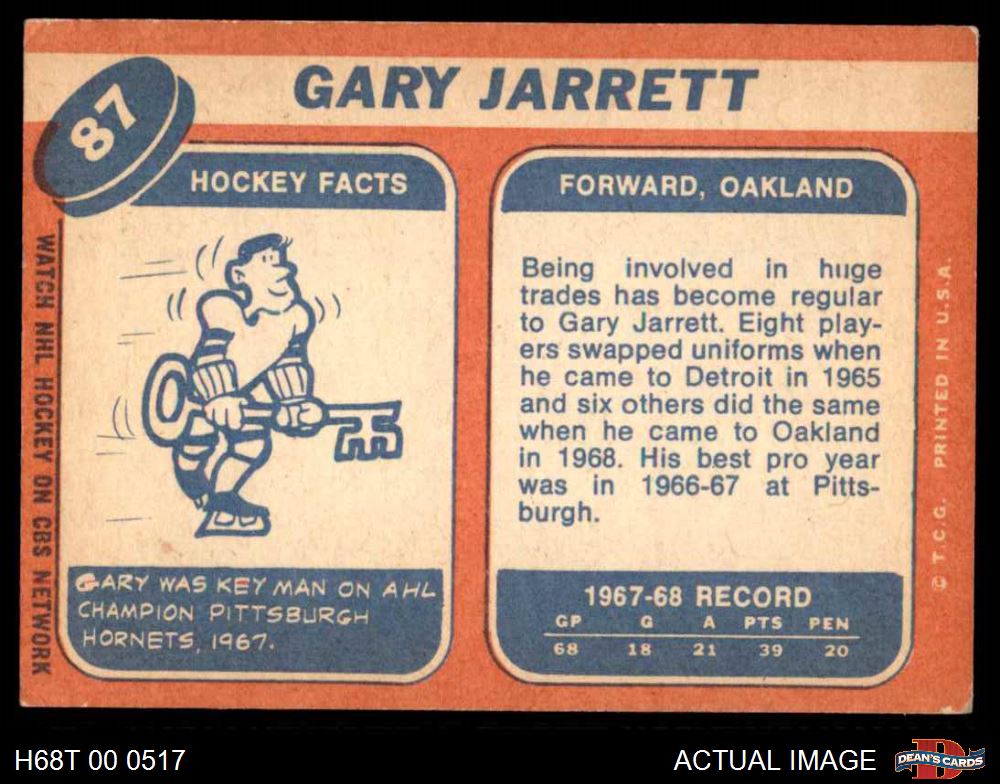 87
GARY JARRETT
HOCKEY FACTS
GARY WAS KEY MAN ON AHL
CHAMPION PITTSBURGH
HORNETS, 1967.
FORWARD, OAKLAND
Being involved in huge
trades has become regular
to Gary Jarrett. Eight play-
ers swapped uniforms when
he came to Detroit in 1965
and six others did the same
when he came to Oakland
in 1968. His best pro year
was in 1966-67 at Pitts-
burgh.
1967-68 RECORD
GP G A PTS PEN
68 18 21 39 20
WATCH NHL HOCKEY ON CBS NETWORK
© T.C.G. PRINTED IN U.S.A.
H68T 00 0517
ACTUAL IMAGE
D
DEAN'S CARDS